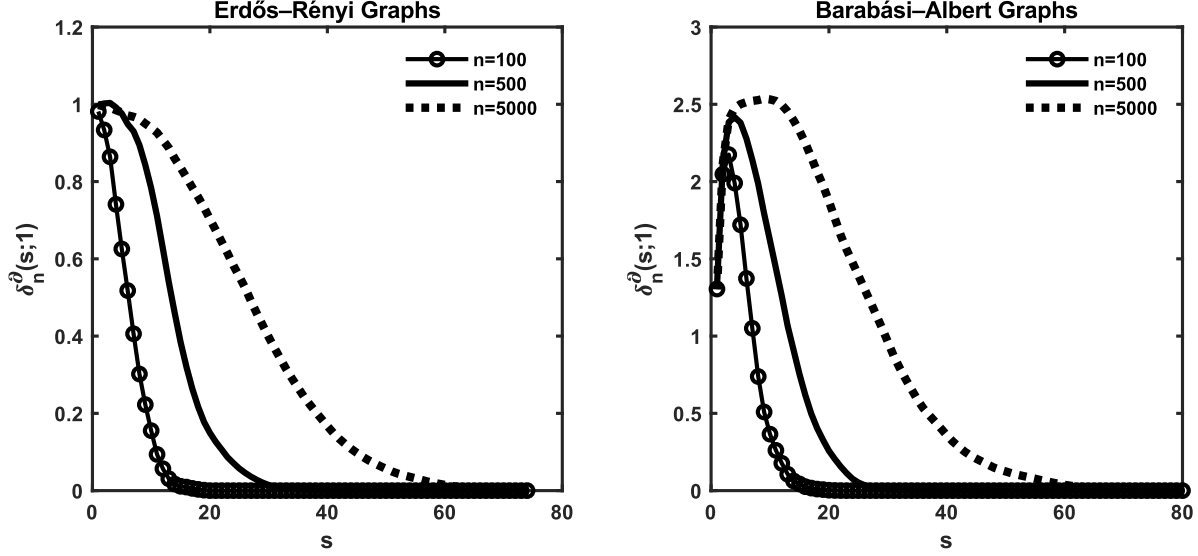 Erdős–Rényi Graphs
1.2
1
0.8
0.6
0.4
0.2
0
0 20 40 60 80
s
δₙ^∂(s;1)
n=100
n=500
n=5000
Barabási–Albert Graphs
3
2.5
2
1.5
1
0.5
0
0 20 40 60 80
s
δₙ^∂(s;1)
n=100
n=500
n=5000